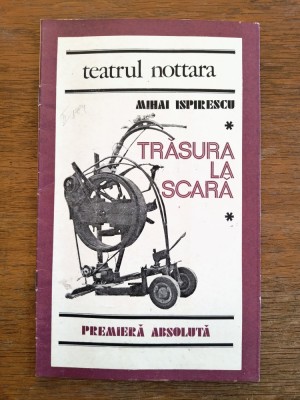 teatrul nottara
MIHAI ISPIRESCU
*
TRĂSURA
LA
SCARĂ
*
PREMIERĂ ABSOLUTĂ